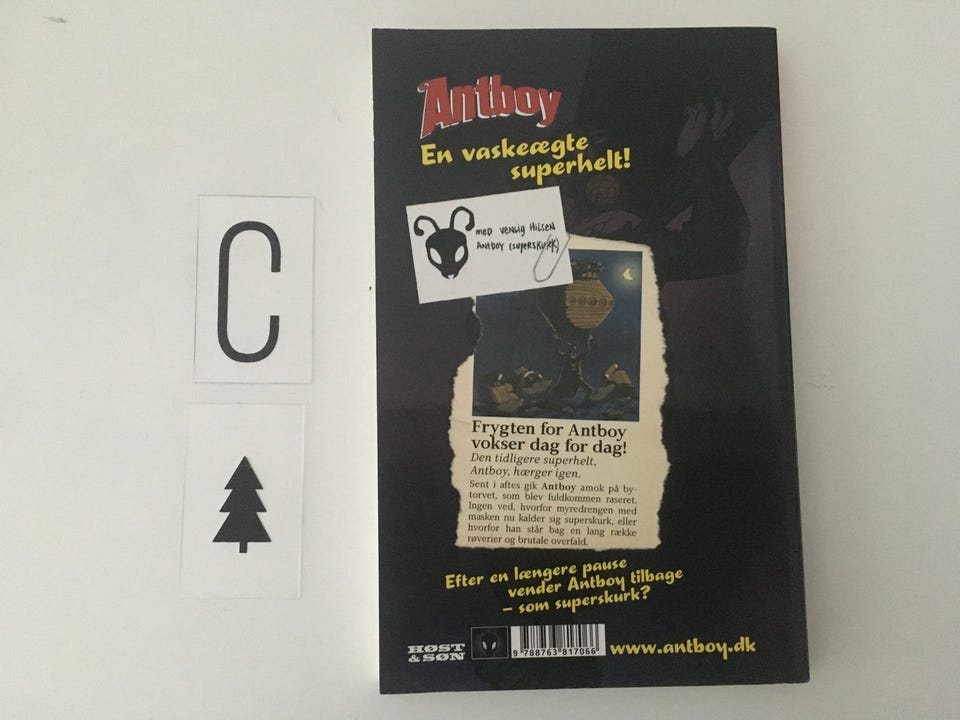 C
Antboy
En vaskeægte
superhelt!
med venlig Hilsen
Antboy (superskurk)
Frygten for Antboy
vokser dag for dag!
Den tidligere superhelt,
Antboy, hærger igen.
Sent i aftes gik Antboy amok på by-
torvet, som blev fuldkommen raseret.
Ingen ved, hvorfor myredrengen med
masken nu kalder sig superskurk, eller
hvorfor han står bag en lang række
røverier og brutale overfald.
Efter en længere pause
vender Antboy tilbage
– som superskurk?
HØST
& SØN
9 788763 817066
www.antboy.dk